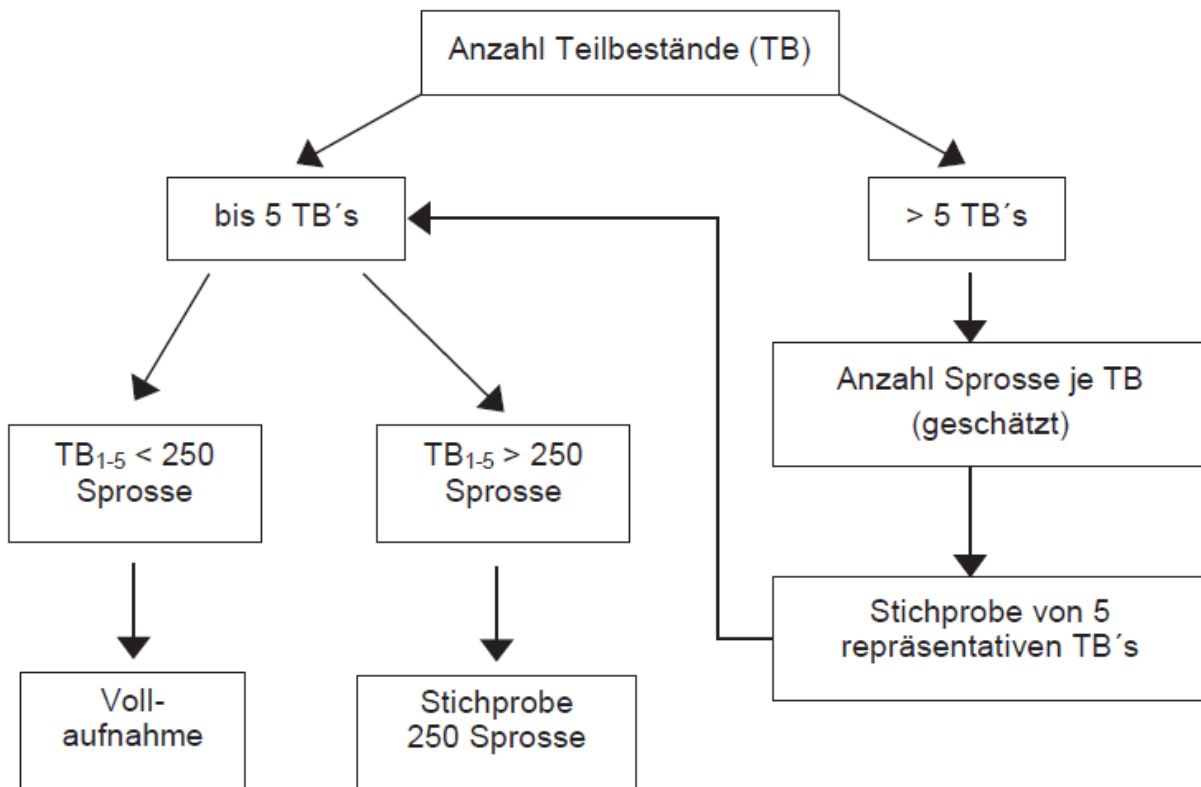 Anzahl Teilbestände (TB)
bis 5 TB´s
> 5 TB´s
Anzahl Sprosse je TB
(geschätzt)
TB₁₋₅ < 250
Sprosse
TB₁₋₅ > 250
Sprosse
Stichprobe von 5
repräsentativen TB´s
Voll-
aufnahme
Stichprobe
250 Sprosse